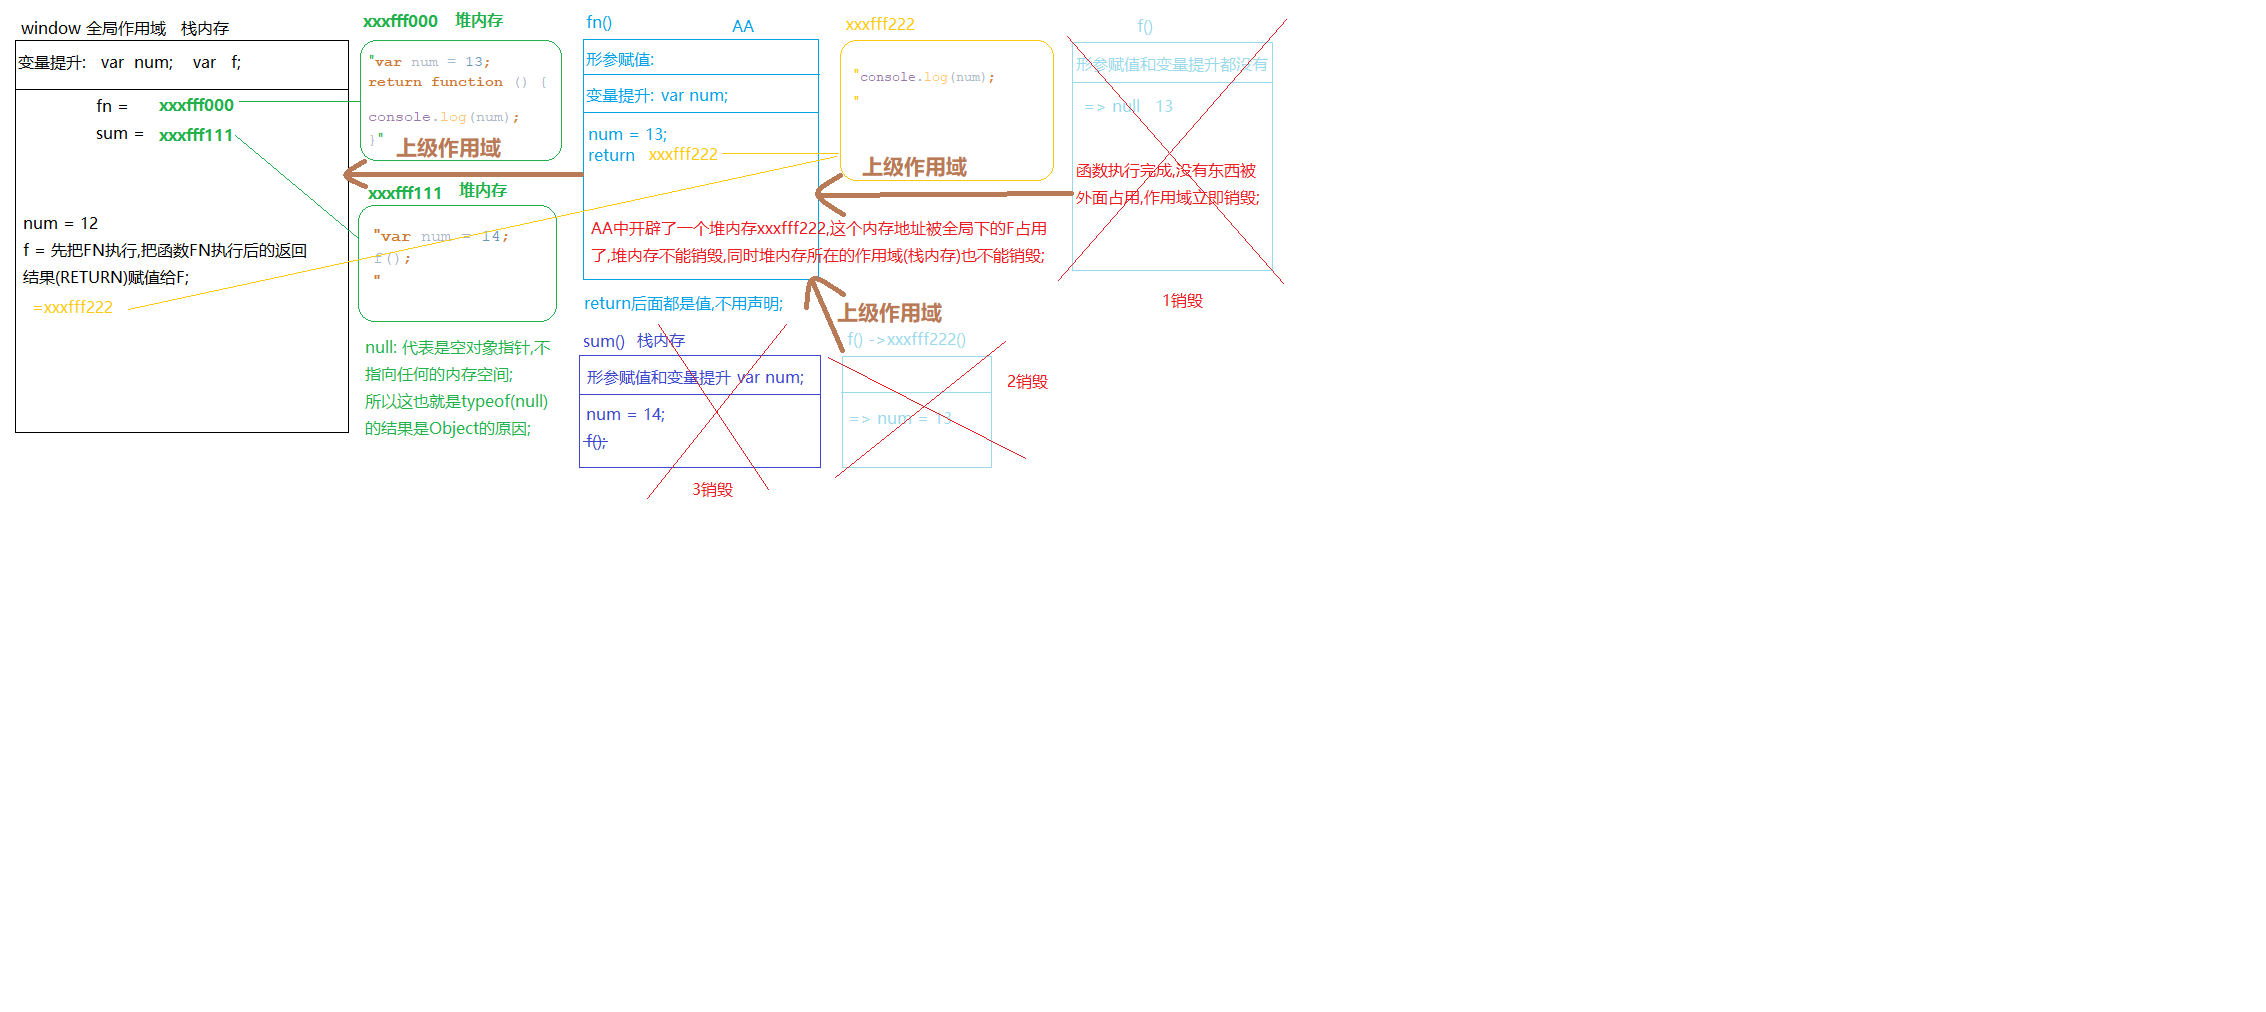 window 全局作用域 栈内存
变量提升: var num; var f;
fn = xxxfff000
sum = xxxfff111
num = 12
f = 先把FN执行,把函数FN执行后的返回
结果(RETURN)赋值给F;
=xxxfff222
xxxfff000 堆内存
"var num = 13;
return function () {
console.log(num);
}"
上级作用域
xxxfff111 堆内存
"var num = 14;
f();
"
null: 代表是空对象指针,不
指向任何的内存空间;
所以这也就是typeof(null)
的结果是Object的原因;
fn() AA
形参赋值:
变量提升: var num;
num = 13;
return xxxfff222
AA中开辟了一个堆内存xxxfff222,这个内存地址被全局下的F占用
了,堆内存不能销毁,同时堆内存所在的作用域(栈内存)也不能销毁;
return后面都是值,不用声明;
xxxfff222
"console.log(num);
"
上级作用域
f()
形参赋值和变量提升都没有
=> null 13
函数执行完成,没有东西被
外面占用,作用域立即销毁;
1销毁
sum() 栈内存
形参赋值和变量提升 var num;
num = 14;
f();
3销毁
上级作用域
f() ->xxxfff222()
=> num = 13
2销毁